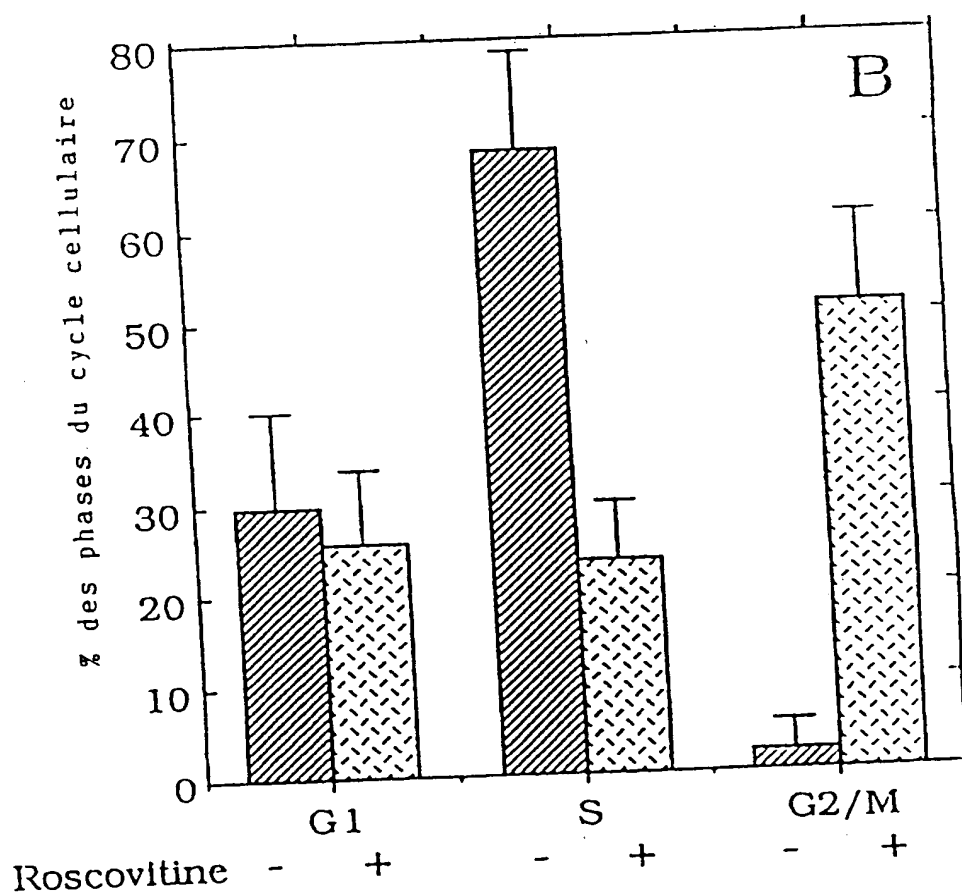 B
% des phases du cycle cellulaire
80
70
60
50
40
30
20
10
0
G1 S G2/M
Roscovitine - + - + - +